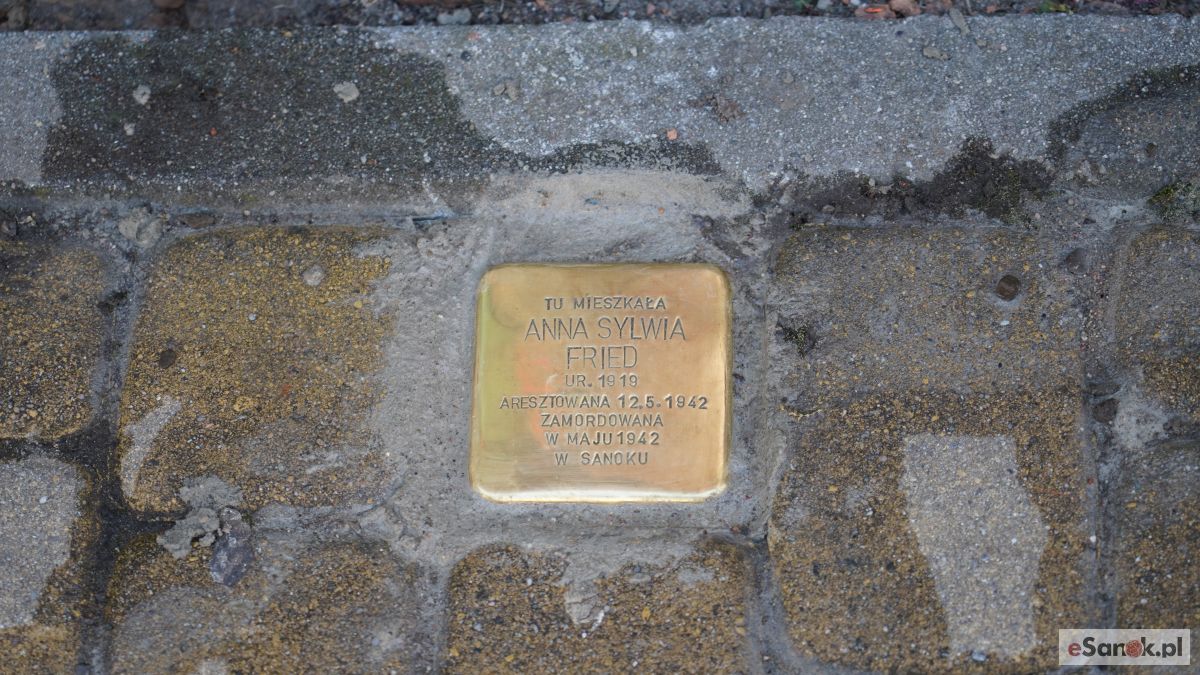 TU MIESZKAŁA
ANNA SYLWIA
FRIED
UR. 1919
ARESZTOWANA 12.5.1942
ZAMORDOWANA
W MAJU 1942
W SANOKU
eSanok.pl